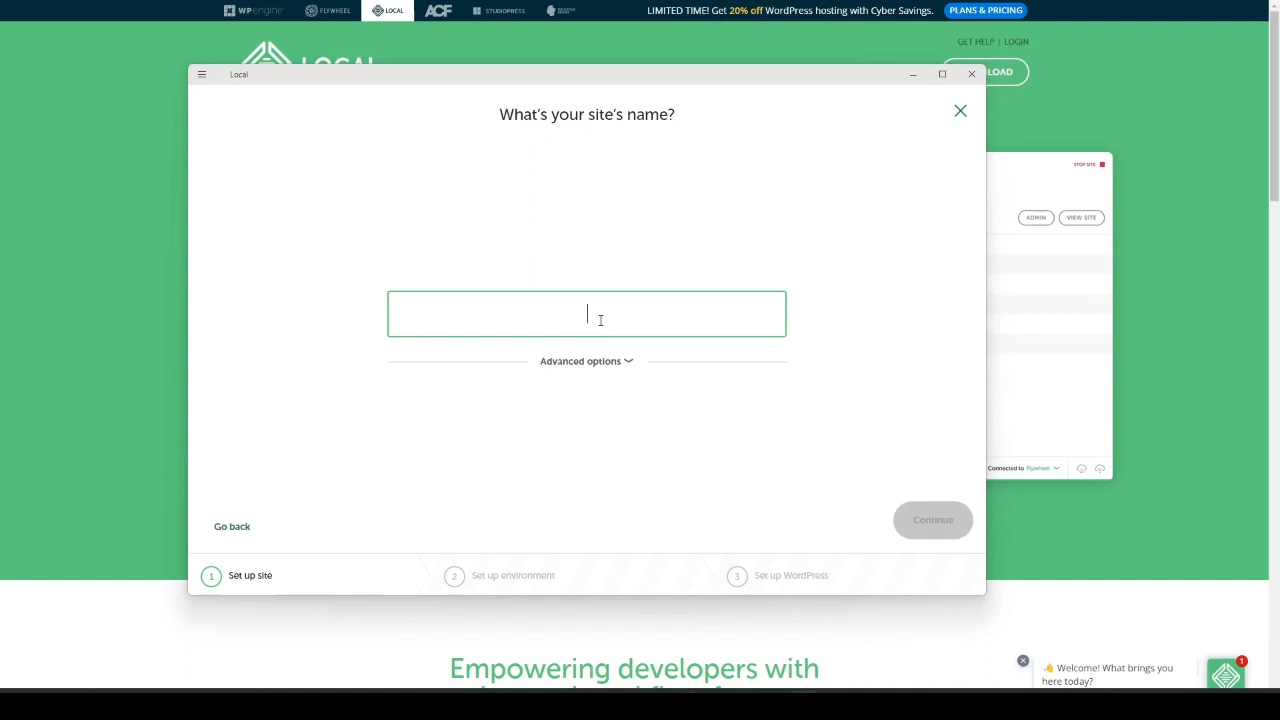 WP engine
FLYWHEEL
LOCAL
ACF
STUDIOPRESS
LIMITED TIME! Get 20% off WordPress hosting with Cyber Savings.
PLANS & PRICING
GET HELP | LOGIN
LOCAL
LOAD
Local
What's your site's name?
STOP SITE
ADMIN
VIEW SITE
Advanced options
Connected to Flywheel
Go back
Continue
1 Set up site
2 Set up environment
3 Set up WordPress
Empowering developers with
👋 Welcome! What brings you
here today?
1